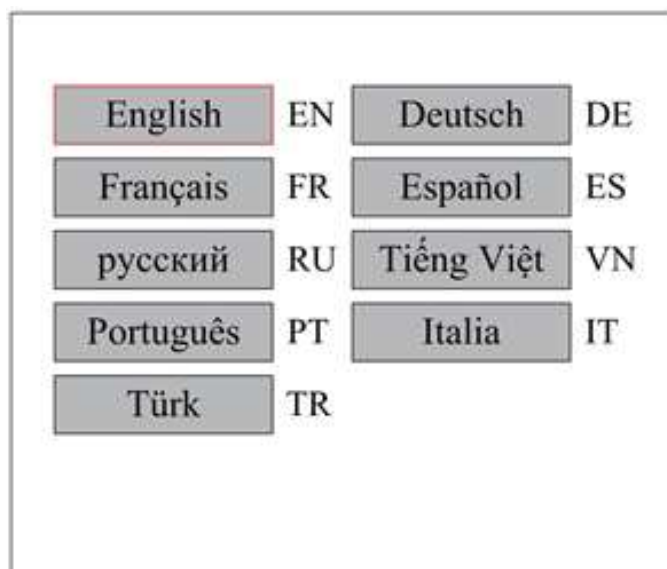 English EN Deutsch DE
Français FR Español ES
русский RU Tiếng Việt VN
Português PT Italia IT
Türk TR